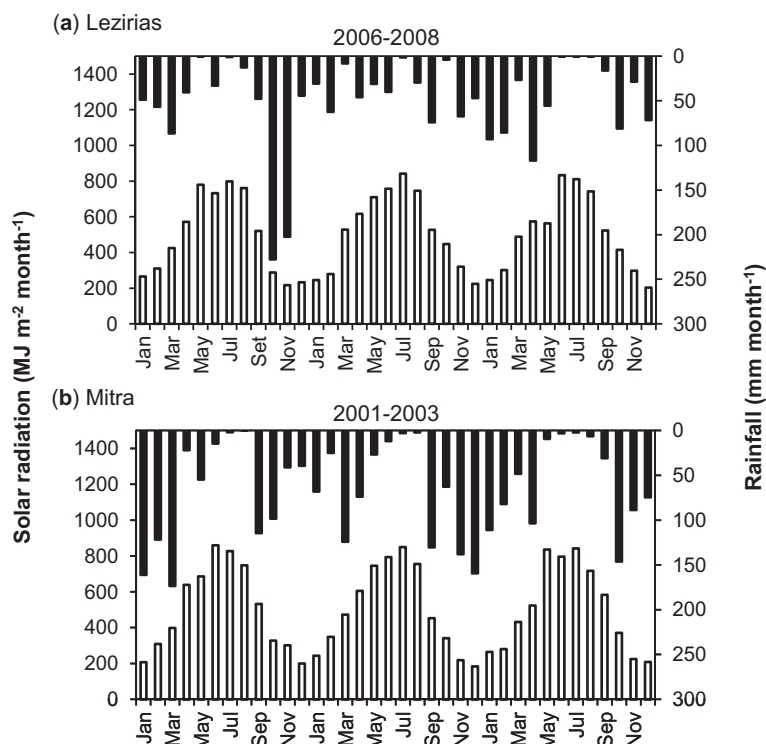 (a) Lezirias
2006-2008
1400
1200
1000
800
600
400
200
0
0
50
100
150
200
250
300
Jan
Mar
May
Jul
Set
Nov
Jan
Mar
May
Jul
Sep
Nov
Jan
Mar
May
Jul
Sep
Nov
Solar radiation (MJ m-2 month-1)
Rainfall (mm month-1)
(b) Mitra
2001-2003
1400
1200
1000
800
600
400
200
0
0
50
100
150
200
250
300
Jan
Mar
May
Jul
Sep
Nov
Jan
Mar
May
Jul
Sep
Nov
Jan
Mar
May
Jul
Sep
Nov